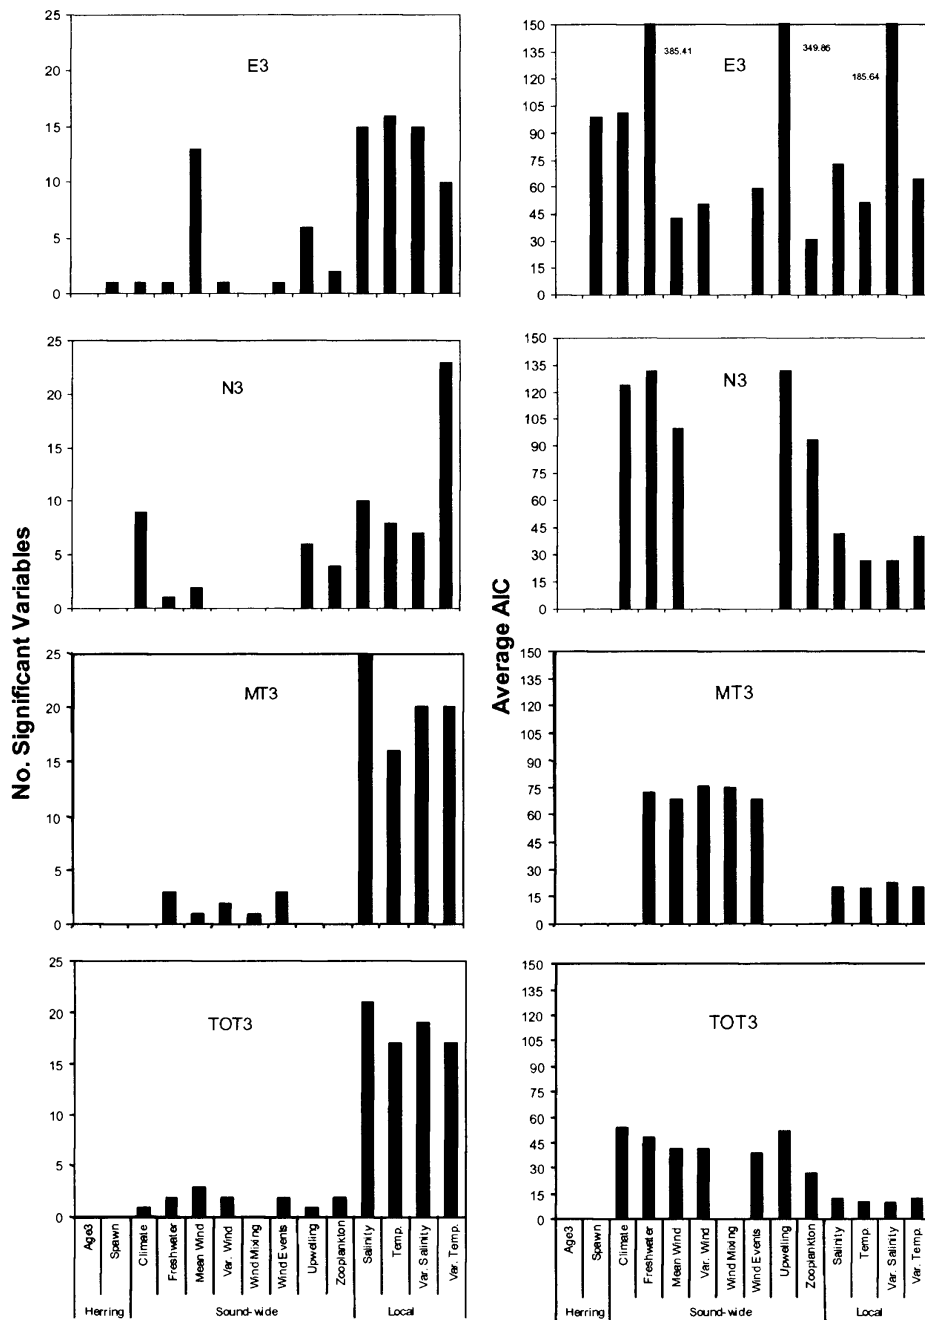 No. Significant Variables
Average AIC
E3
25
20
15
10
5
0
E3
385.41
349.86
185.64
150
135
120
105
90
75
60
45
30
15
0
N3
25
20
15
10
5
0
N3
150
135
120
105
90
75
60
45
30
15
0
MT3
25
20
15
10
5
0
MT3
150
135
120
105
90
75
60
45
30
15
0
TOT3
25
20
15
10
5
0
Age3
Spawn
Climate
Freshwater
Mean Wind
Var. Wind
Wind Mixing
Wind Events
Upwelling
Zooplankton
Salinity
Temp.
Var. Salinity
Var. Temp.
Herring
Sound-wide
Local
TOT3
150
135
120
105
90
75
60
45
30
15
0
Age3
Spawn
Climate
Freshwater
Mean Wind
Var. Wind
Wind Mixing
Wind Events
Upwelling
Zooplankton
Salinity
Temp.
Var. Salinity
Var. Temp.
Herring
Sound-wide
Local